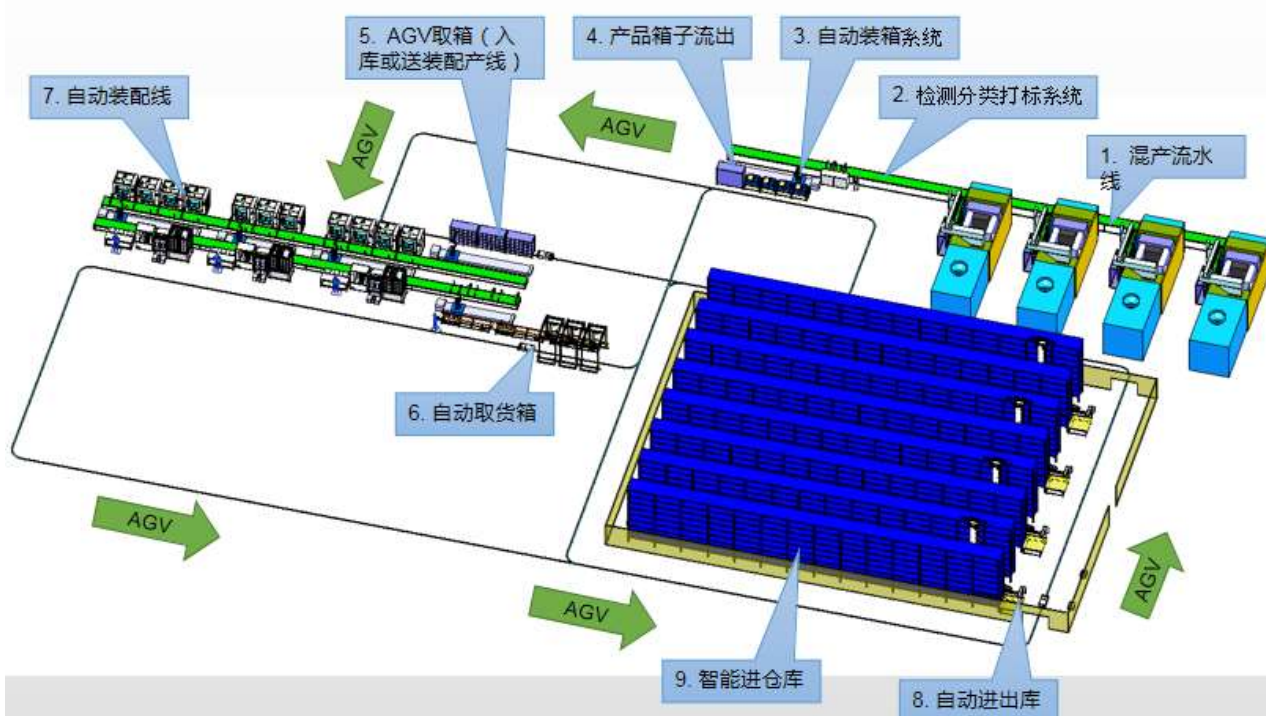 5. AGV取箱（入
库或送装配产线）
4. 产品箱子流出
3. 自动装箱系统
7. 自动装配线
2. 检测分类打标系统
AGV
AGV
1. 混产流水
线
6. 自动取货箱
AGV
AGV
AGV
9. 智能进仓库
8. 自动进出库